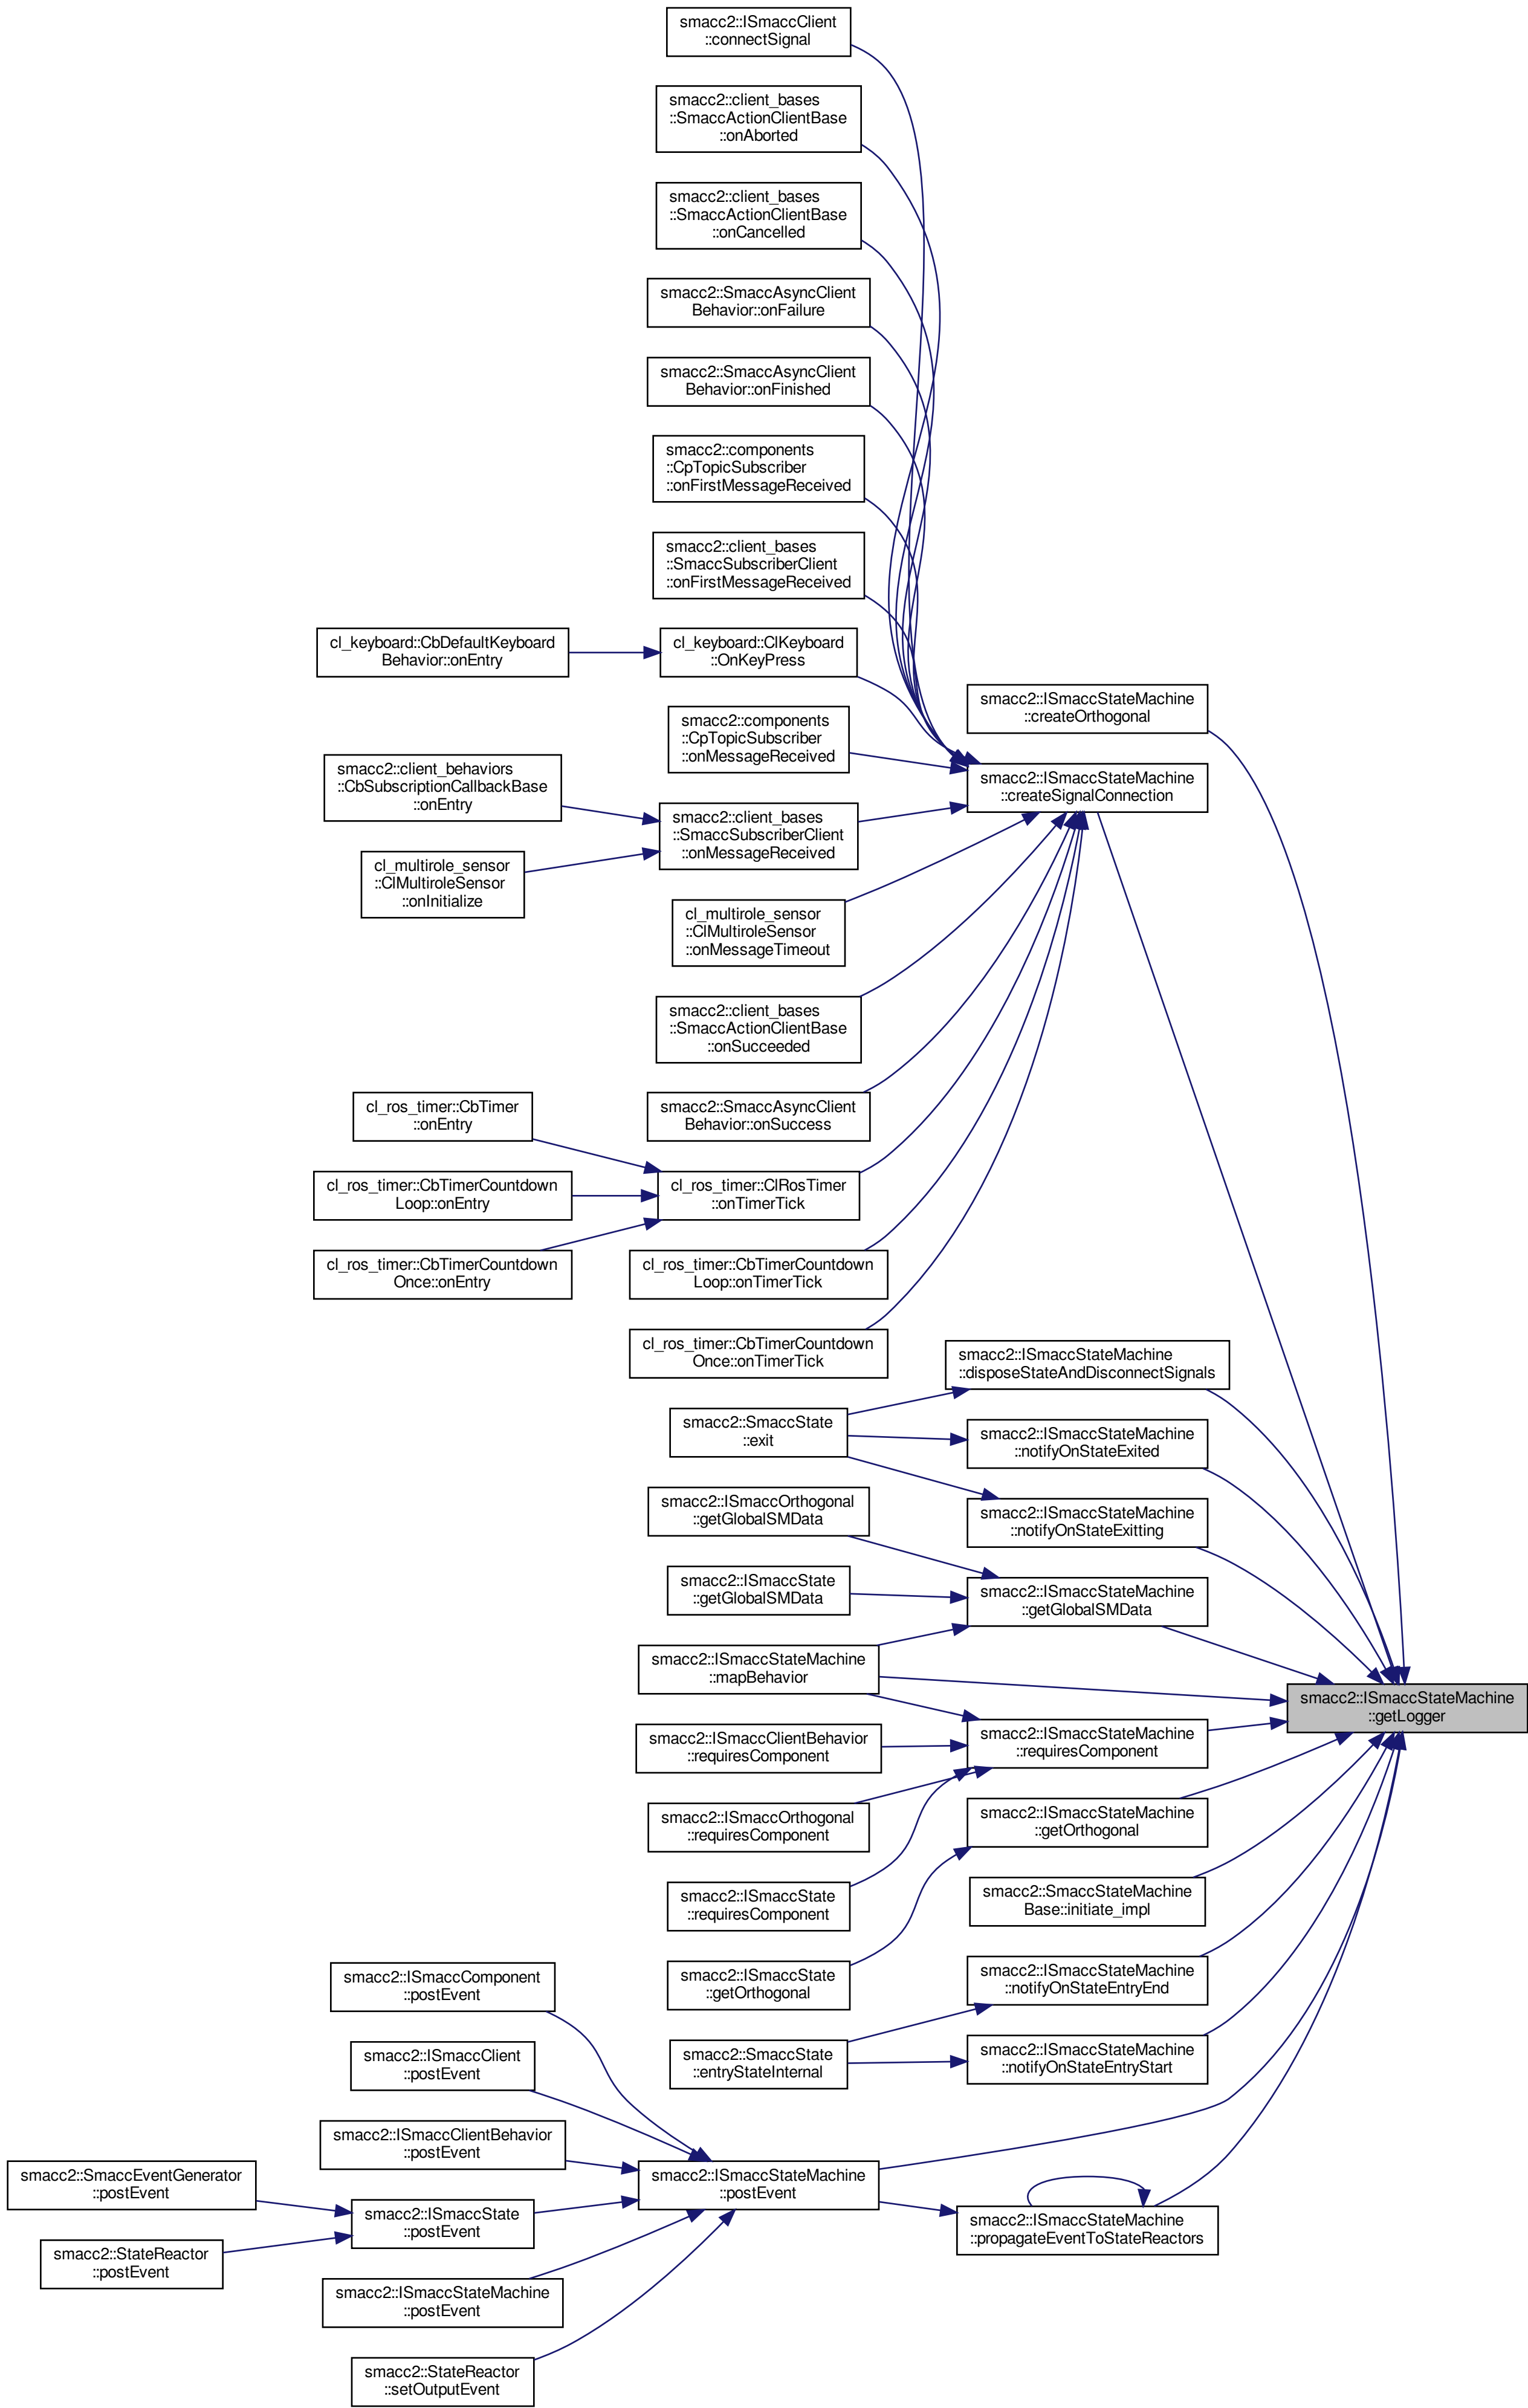 smacc2::ISmaccClient
::connectSignal
smacc2::client_bases
::SmaccActionClientBase
::onAborted
smacc2::client_bases
::SmaccActionClientBase
::onCancelled
smacc2::SmaccAsyncClient
Behavior::onFailure
smacc2::SmaccAsyncClient
Behavior::onFinished
smacc2::components
::CpTopicSubscriber
::onFirstMessageReceived
smacc2::client_bases
::SmaccSubscriberClient
::onFirstMessageReceived
cl_keyboard::CbDefaultKeyboard
Behavior::onEntry
cl_keyboard::ClKeyboard
::OnKeyPress
smacc2::ISmaccStateMachine
::createOrthogonal
smacc2::components
::CpTopicSubscriber
::onMessageReceived
smacc2::ISmaccStateMachine
::createSignalConnection
smacc2::client_behaviors
::CbSubscriptionCallbackBase
::onEntry
smacc2::client_bases
::SmaccSubscriberClient
::onMessageReceived
cl_multirole_sensor
::ClMultiroleSensor
::onInitialize
cl_multirole_sensor
::ClMultiroleSensor
::onMessageTimeout
smacc2::client_bases
::SmaccActionClientBase
::onSucceeded
cl_ros_timer::CbTimer
::onEntry
smacc2::SmaccAsyncClient
Behavior::onSuccess
cl_ros_timer::CbTimerCountdown
Loop::onEntry
cl_ros_timer::ClRosTimer
::onTimerTick
cl_ros_timer::CbTimerCountdown
Once::onEntry
cl_ros_timer::CbTimerCountdown
Loop::onTimerTick
cl_ros_timer::CbTimerCountdown
Once::onTimerTick
smacc2::ISmaccStateMachine
::disposeStateAndDisconnectSignals
smacc2::SmaccState
::exit
smacc2::ISmaccStateMachine
::notifyOnStateExited
smacc2::ISmaccOrthogonal
::getGlobalSMData
smacc2::ISmaccStateMachine
::notifyOnStateExitting
smacc2::ISmaccState
::getGlobalSMData
smacc2::ISmaccStateMachine
::getGlobalSMData
smacc2::ISmaccStateMachine
::mapBehavior
smacc2::ISmaccStateMachine
::getLogger
smacc2::ISmaccClientBehavior
::requiresComponent
smacc2::ISmaccStateMachine
::requiresComponent
smacc2::ISmaccOrthogonal
::requiresComponent
smacc2::ISmaccStateMachine
::getOrthogonal
smacc2::ISmaccState
::requiresComponent
smacc2::SmaccStateMachine
Base::initiate_impl
smacc2::ISmaccComponent
::postEvent
smacc2::ISmaccState
::getOrthogonal
smacc2::ISmaccStateMachine
::notifyOnStateEntryEnd
smacc2::ISmaccClient
::postEvent
smacc2::SmaccState
::entryStateInternal
smacc2::ISmaccStateMachine
::notifyOnStateEntryStart
smacc2::ISmaccClientBehavior
::postEvent
smacc2::SmaccEventGenerator
::postEvent
smacc2::ISmaccStateMachine
::postEvent
smacc2::ISmaccState
::postEvent
smacc2::ISmaccStateMachine
::propagateEventToStateReactors
smacc2::StateReactor
::postEvent
smacc2::ISmaccStateMachine
::postEvent
smacc2::StateReactor
::setOutputEvent